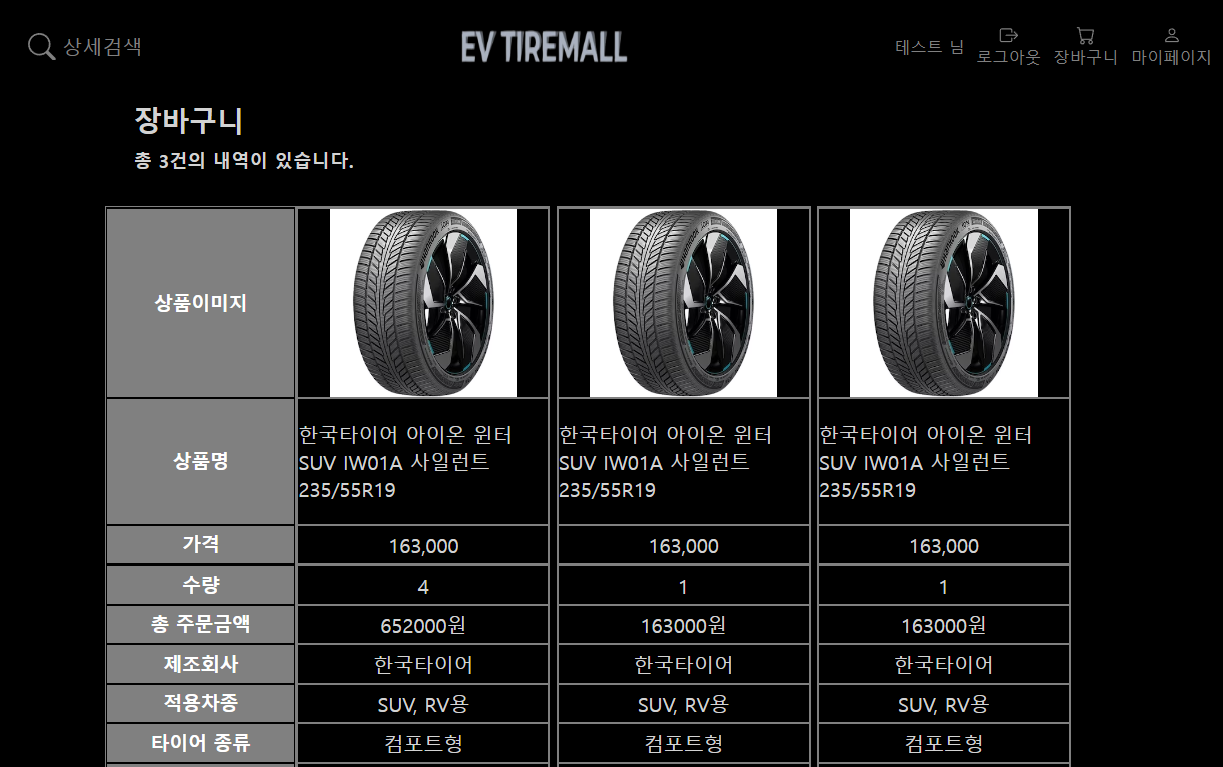 상세검색
EV TIREMALL
테스트 님
로그아웃
장바구니
마이페이지
장바구니
총 3건의 내역이 있습니다.
상품이미지
상품명
한국타이어 아이온 윈터
SUV IW01A 사일런트
235/55R19
한국타이어 아이온 윈터
SUV IW01A 사일런트
235/55R19
한국타이어 아이온 윈터
SUV IW01A 사일런트
235/55R19
가격 163,000 163,000 163,000
수량 4 1 1
총 주문금액 652000원 163000원 163000원
제조회사 한국타이어 한국타이어 한국타이어
적용차종 SUV, RV용 SUV, RV용 SUV, RV용
타이어 종류 컴포트형 컴포트형 컴포트형